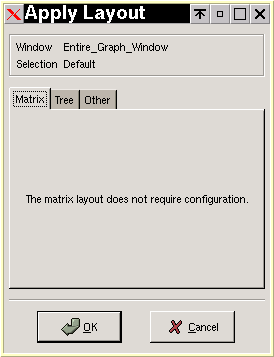 Apply Layout
Window Entire_Graph_Window
Selection Default
Matrix Tree Other
The matrix layout does not require configuration.
OK Cancel